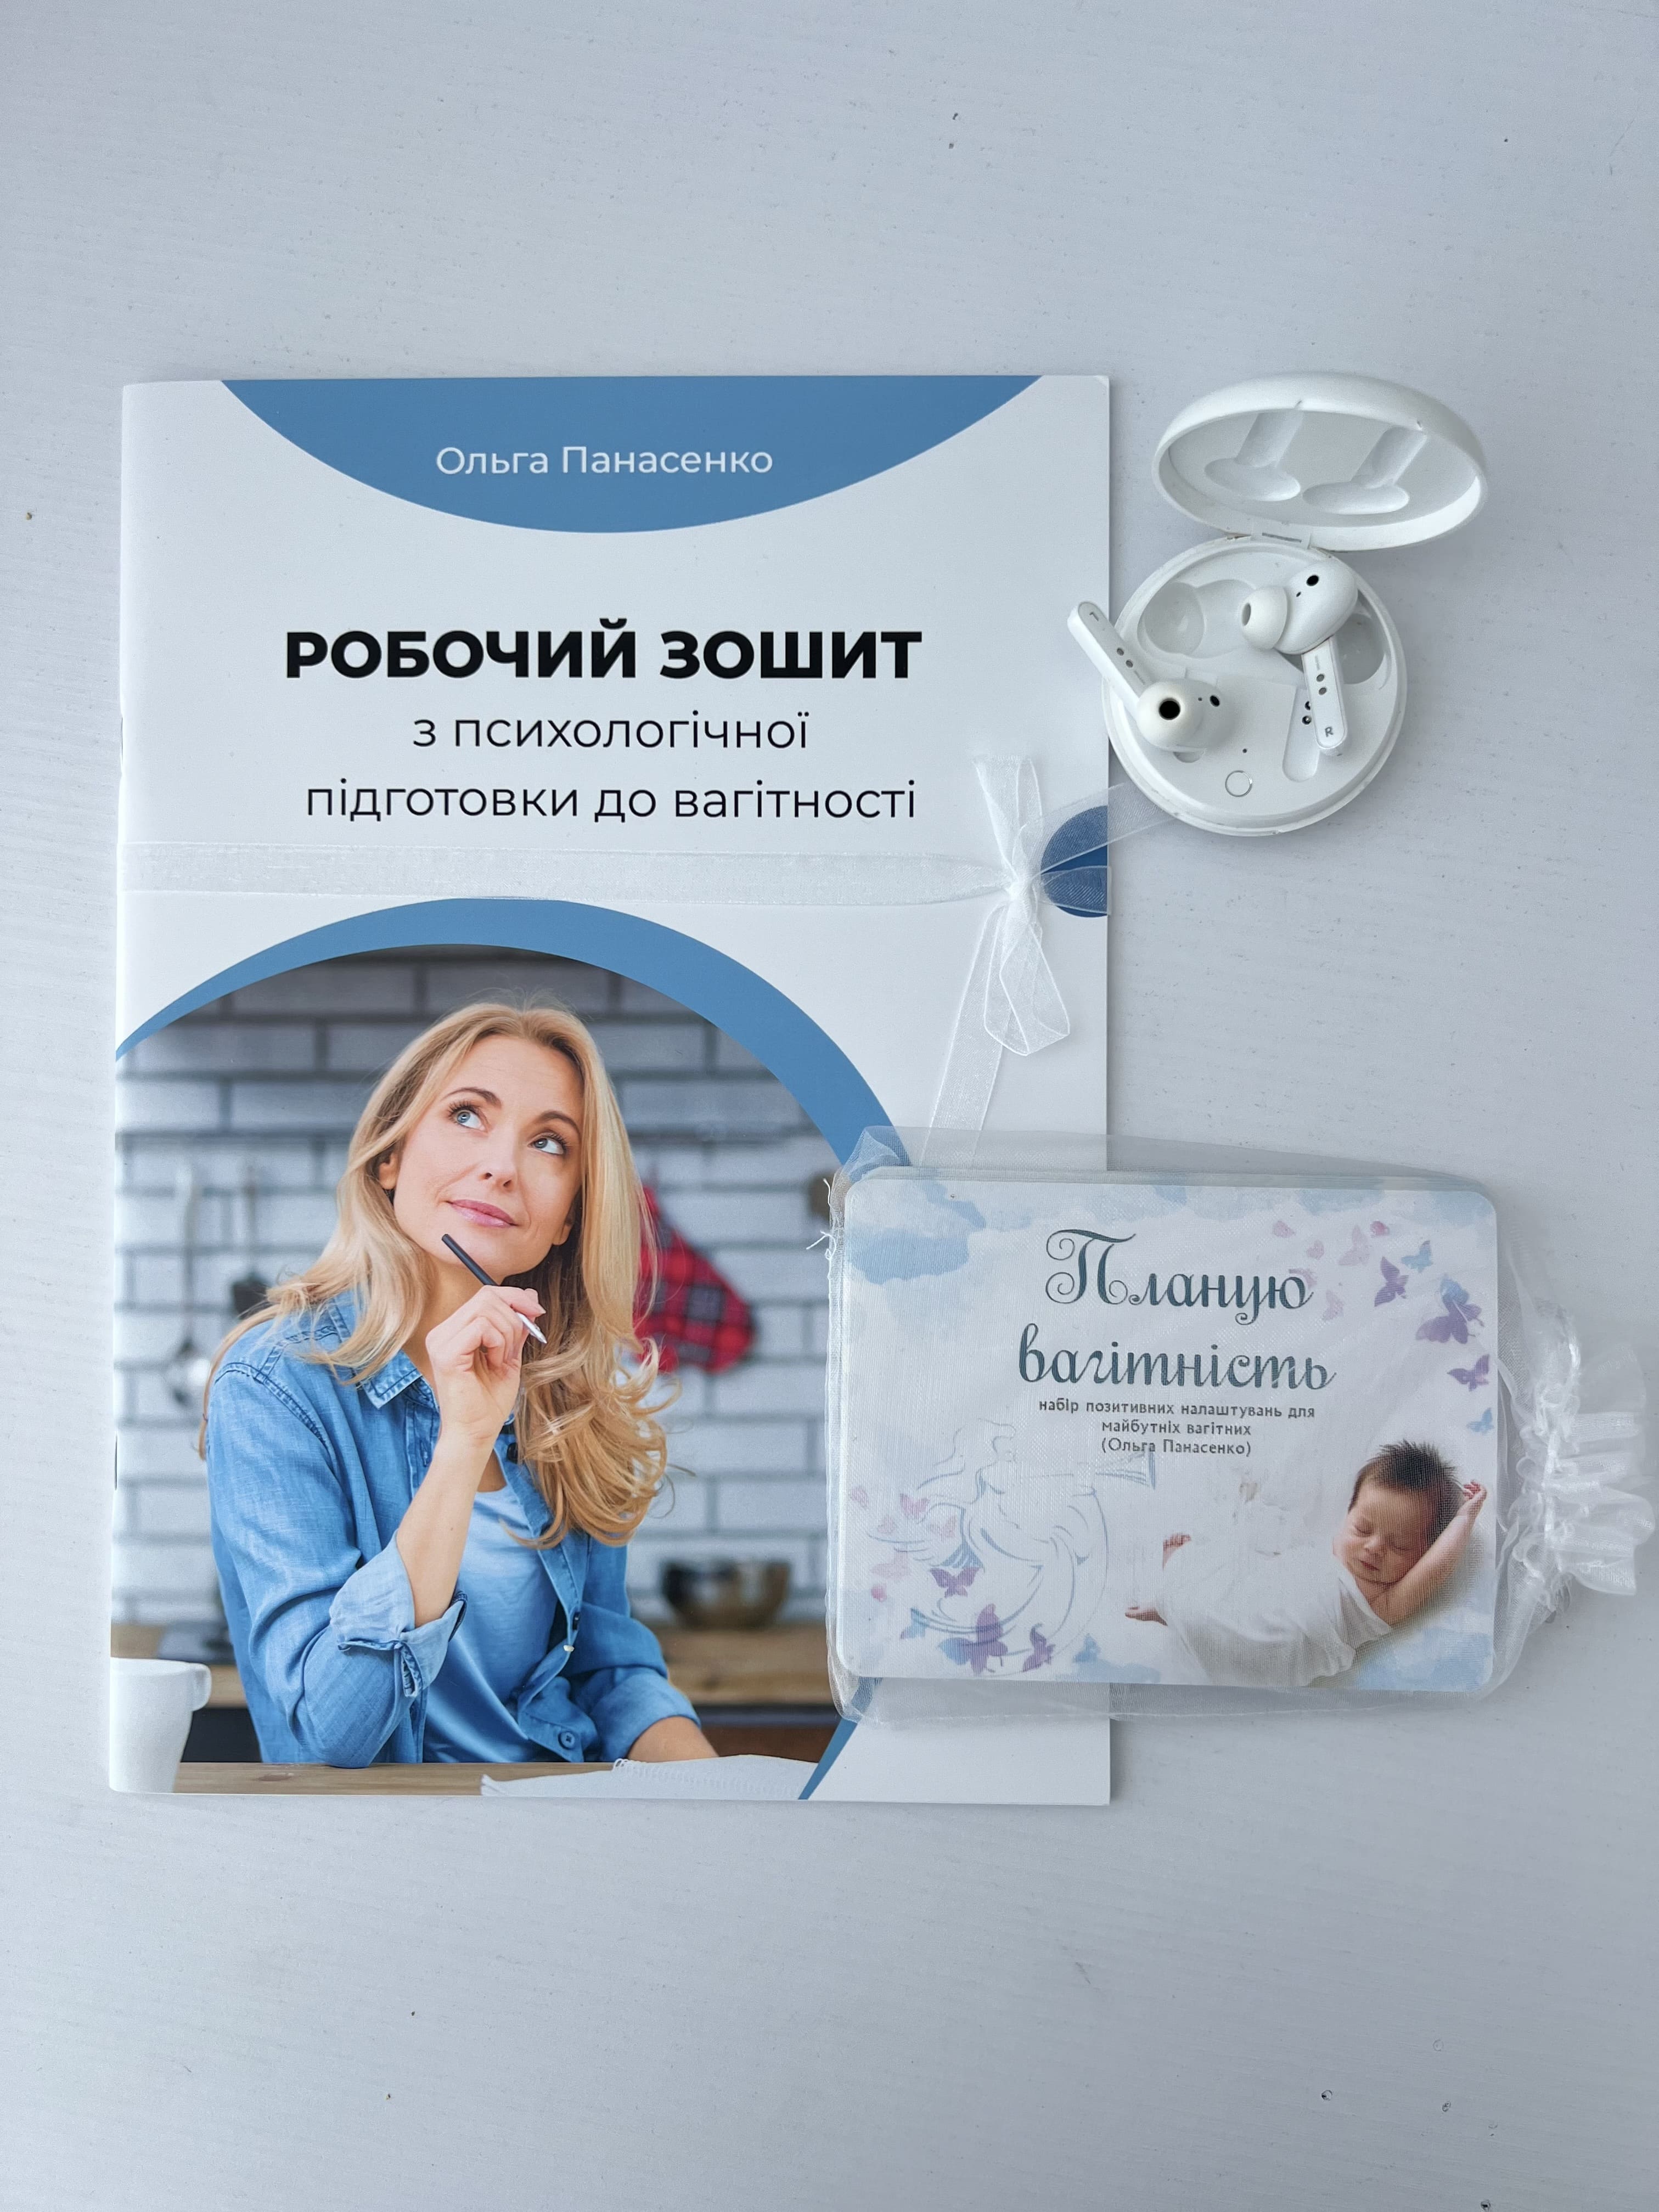 Ольга Панасенко
РОБОЧИЙ ЗОШИТ
з психологічної
підготовки до вагітності
R
Планую
вагітність
набір позитивних налаштувань для
майбутніх вагітних
(Ольга Панасенко)